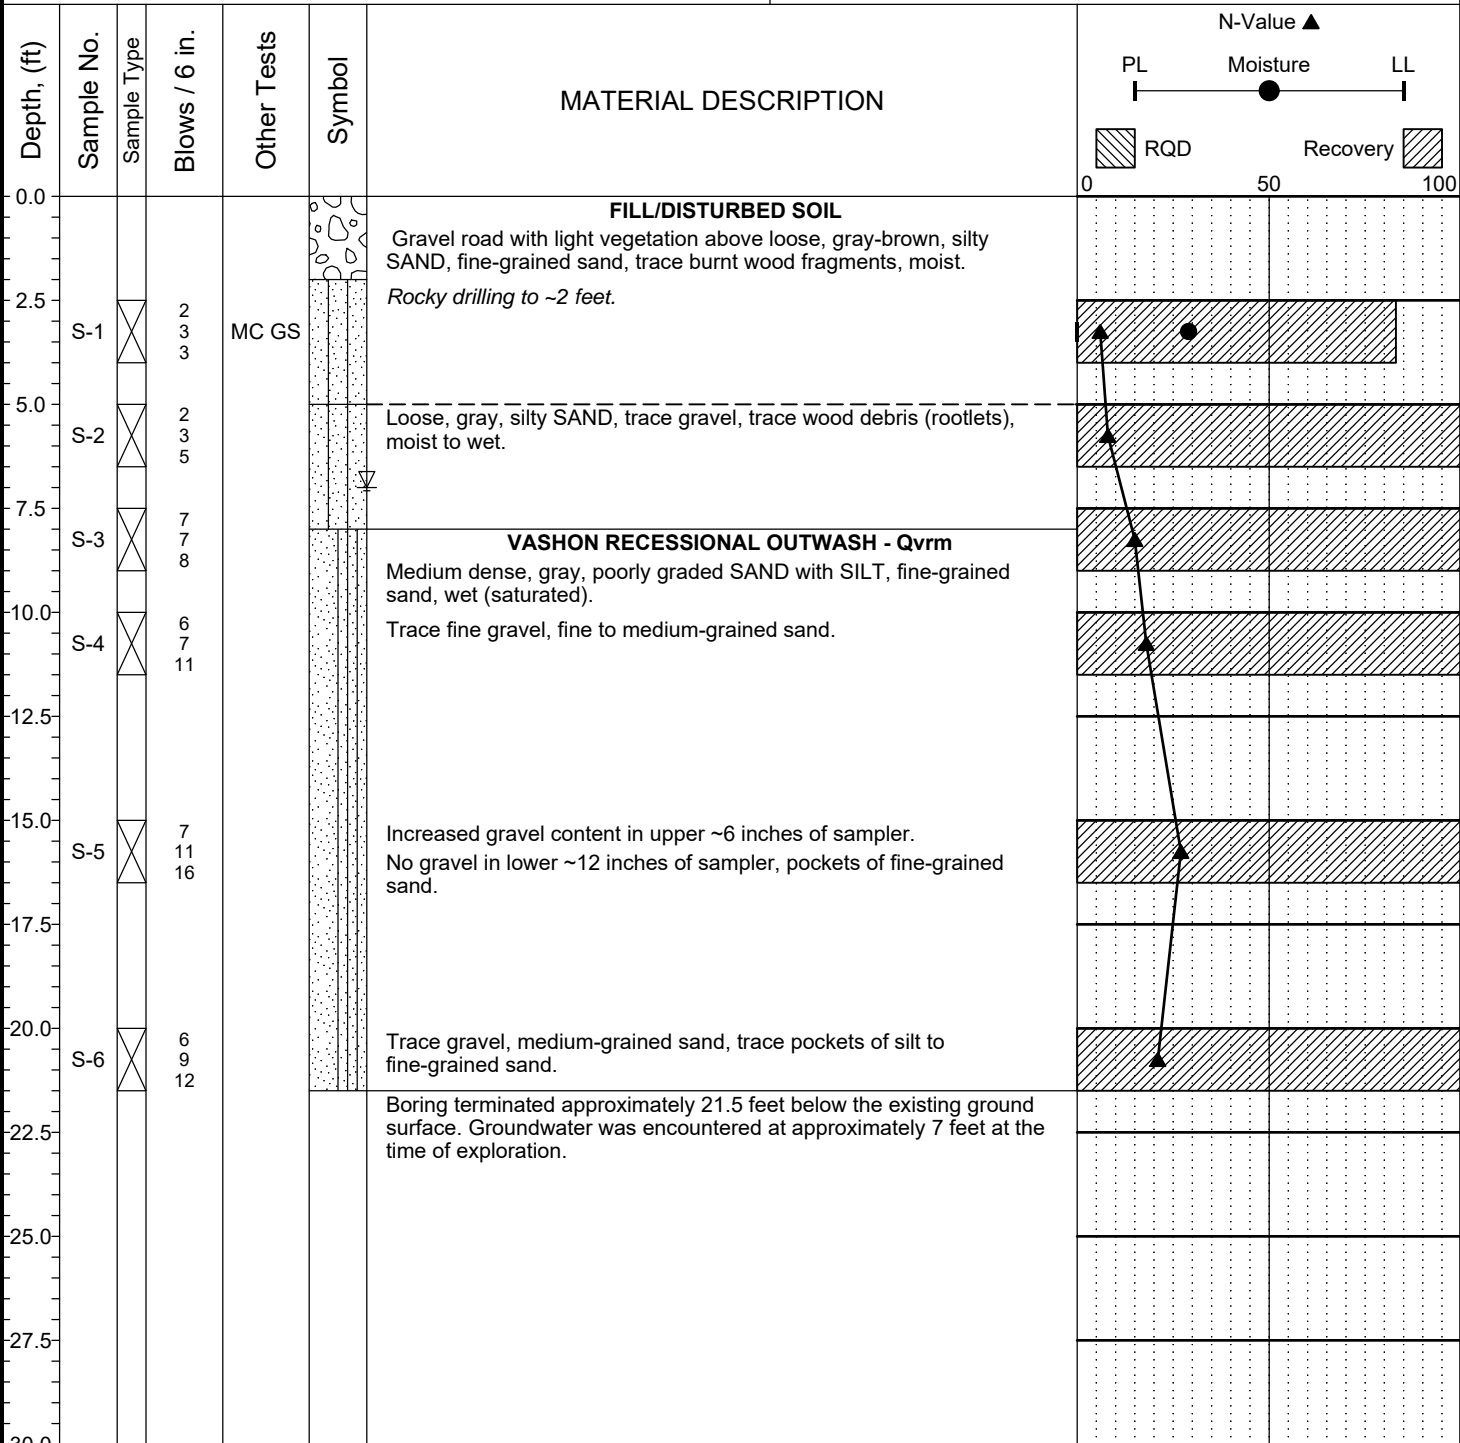 Depth, (ft)
Sample No.
Sample Type
Blows / 6 in.
Other Tests
Symbol
MATERIAL DESCRIPTION
N-Value
PL Moisture LL
RQD Recovery
0 50 100
0.0
FILL/DISTURBED SOIL
Gravel road with light vegetation above loose, gray-brown, silty
SAND, fine-grained sand, trace burnt wood fragments, moist.
Rocky drilling to ~2 feet.
2.5
S-1
2
3
3
MC GS
5.0
S-2
2
3
5
Loose, gray, silty SAND, trace gravel, trace wood debris (rootlets),
moist to wet.
7.5
S-3
7
7
8
VASHON RECESSIONAL OUTWASH - Qvrm
Medium dense, gray, poorly graded SAND with SILT, fine-grained
sand, wet (saturated).
10.0
S-4
6
7
11
Trace fine gravel, fine to medium-grained sand.
12.5
15.0
S-5
7
11
16
Increased gravel content in upper ~6 inches of sampler.
No gravel in lower ~12 inches of sampler, pockets of fine-grained
sand.
17.5
20.0
S-6
6
9
12
Trace gravel, medium-grained sand, trace pockets of silt to
fine-grained sand.
Boring terminated approximately 21.5 feet below the existing ground
surface. Groundwater was encountered at approximately 7 feet at the
time of exploration.
22.5
25.0
27.5
30.0